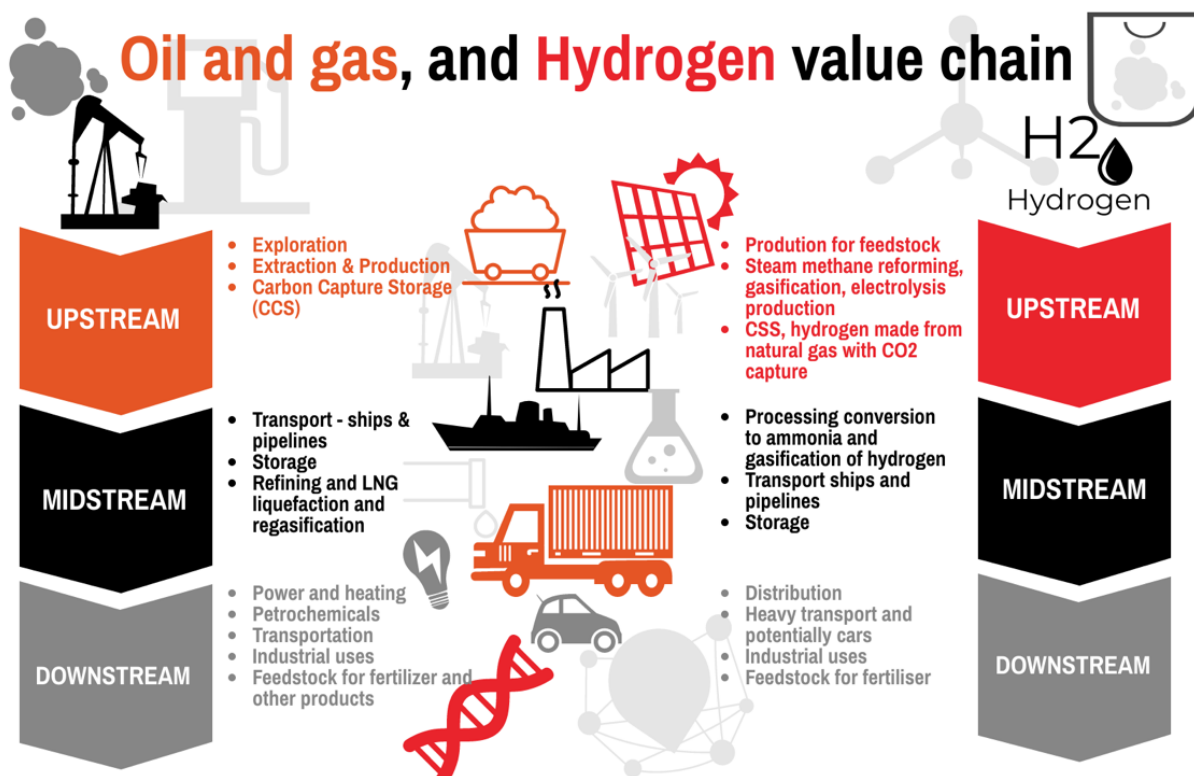 Oil and gas, and Hydrogen value chain
H2
Hydrogen
UPSTREAM
• Exploration
• Extraction & Production
• Carbon Capture Storage
(CCS)
• Prodution for feedstock
• Steam methane reforming,
gasification, electrolysis
production
• CSS, hydrogen made from
natural gas with CO2
capture
UPSTREAM
MIDSTREAM
• Transport - ships &
pipelines
• Storage
• Refining and LNG
liquefaction and
regasification
• Processing conversion
to ammonia and
gasification of hydrogen
• Transport ships and
pipelines
• Storage
MIDSTREAM
DOWNSTREAM
• Power and heating
• Petrochemicals
• Transportation
• Industrial uses
• Feedstock for fertilizer and
other products
• Distribution
• Heavy transport and
potentially cars
• Industrial uses
• Feedstock for fertiliser
DOWNSTREAM